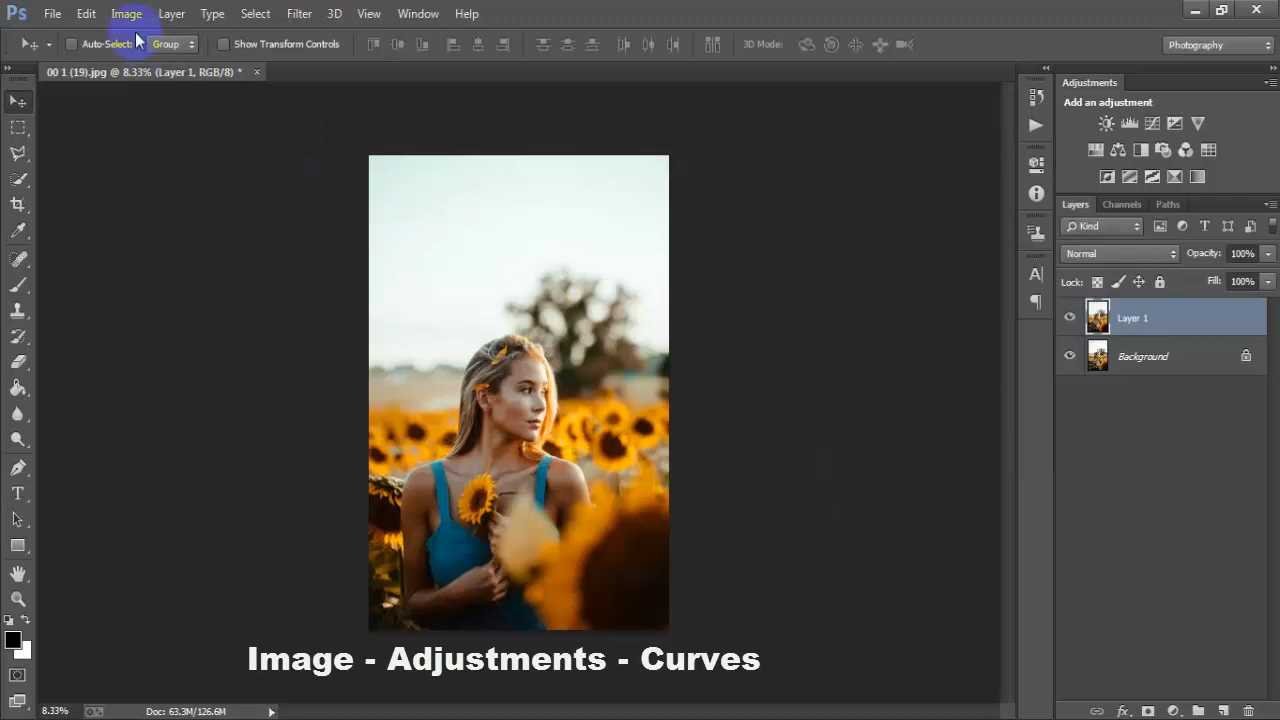 Ps File Edit Image Layer Type Select Filter 3D View Window Help
Auto-Select: Group Show Transform Controls 3D Mode: Photography
00 1 (19).jpg @ 8.33% (Layer 1, RGB/8) * ×
Adjustments
Add an adjustment
Layers Channels Paths
Kind
Normal Opacity: 100%
Lock: Fill: 100%
Layer 1
Background
Image - Adjustments - Curves
8.33% Doc: 63.3M/126.6M